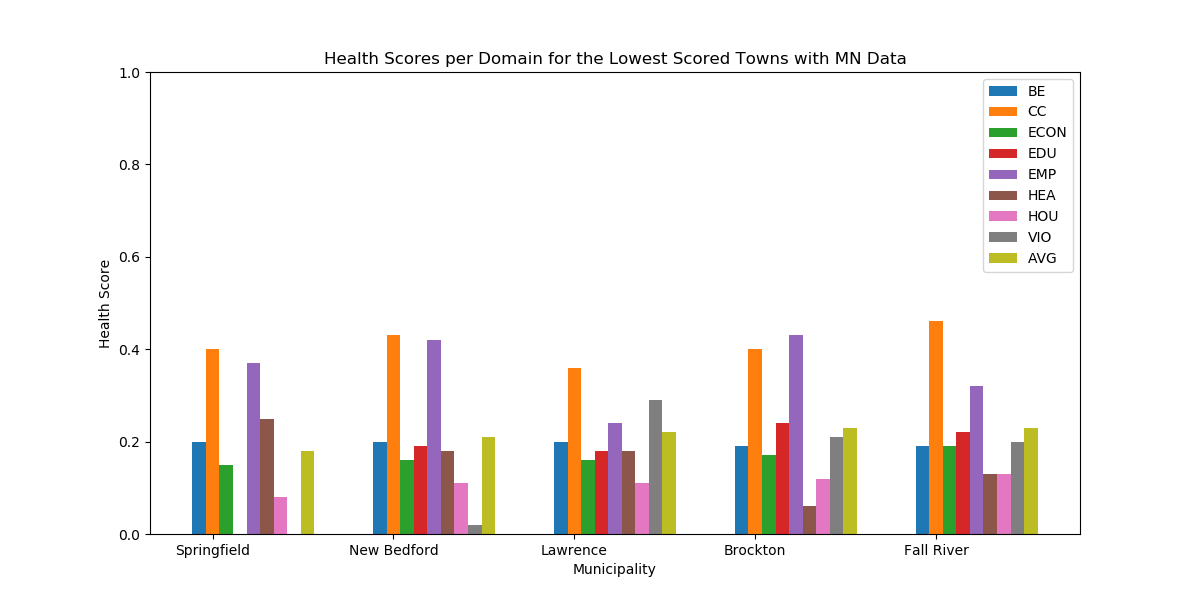 Health Scores per Domain for the Lowest Scored Towns with MN Data
1.0
0.8
0.6
0.4
0.2
0.0
Health Score
BE
CC
ECON
EDU
EMP
HEA
HOU
VIO
AVG
Springfield
New Bedford
Lawrence
Brockton
Fall River
Municipality